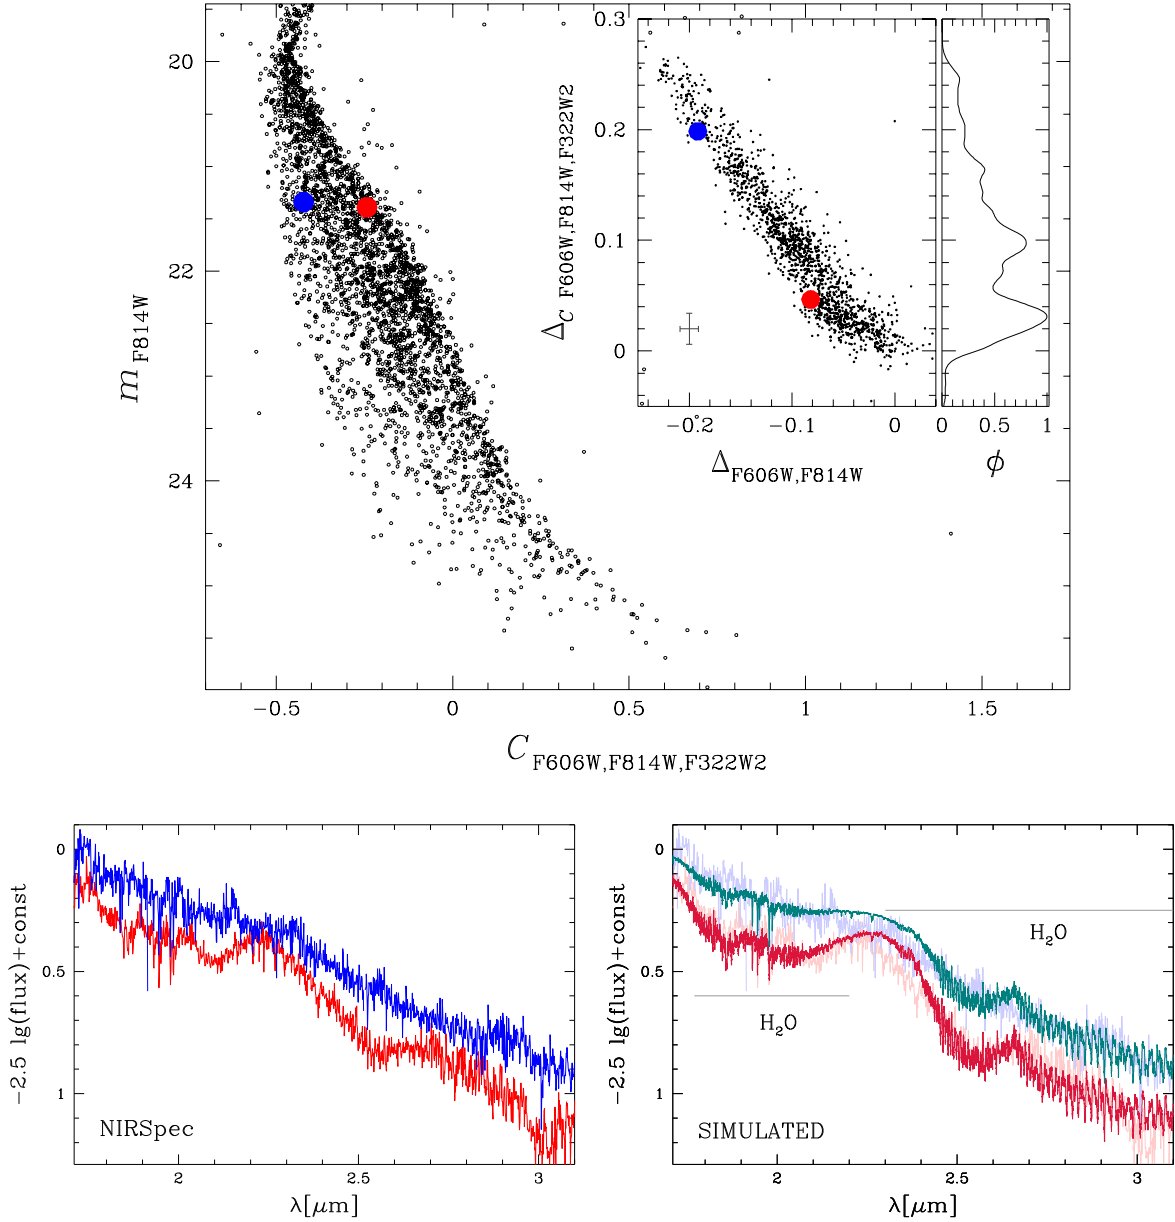 20
22
24
m F814W
−0.5 0 0.5 1 1.5
C F606W,F814W,F322W2
0.3
0.2
0.1
0
Δ C F606W,F814W,F322W2
−0.2 −0.1 0
Δ F606W,F814W
0 0.5 1
ϕ
0
0.5
1
−2.5 lg(flux)+const
NIRSpec
2 2.5 3
λ[μm]
0
0.5
1
−2.5 lg(flux)+const
H₂O
H₂O
SIMULATED
2 2.5 3
λ[μm]